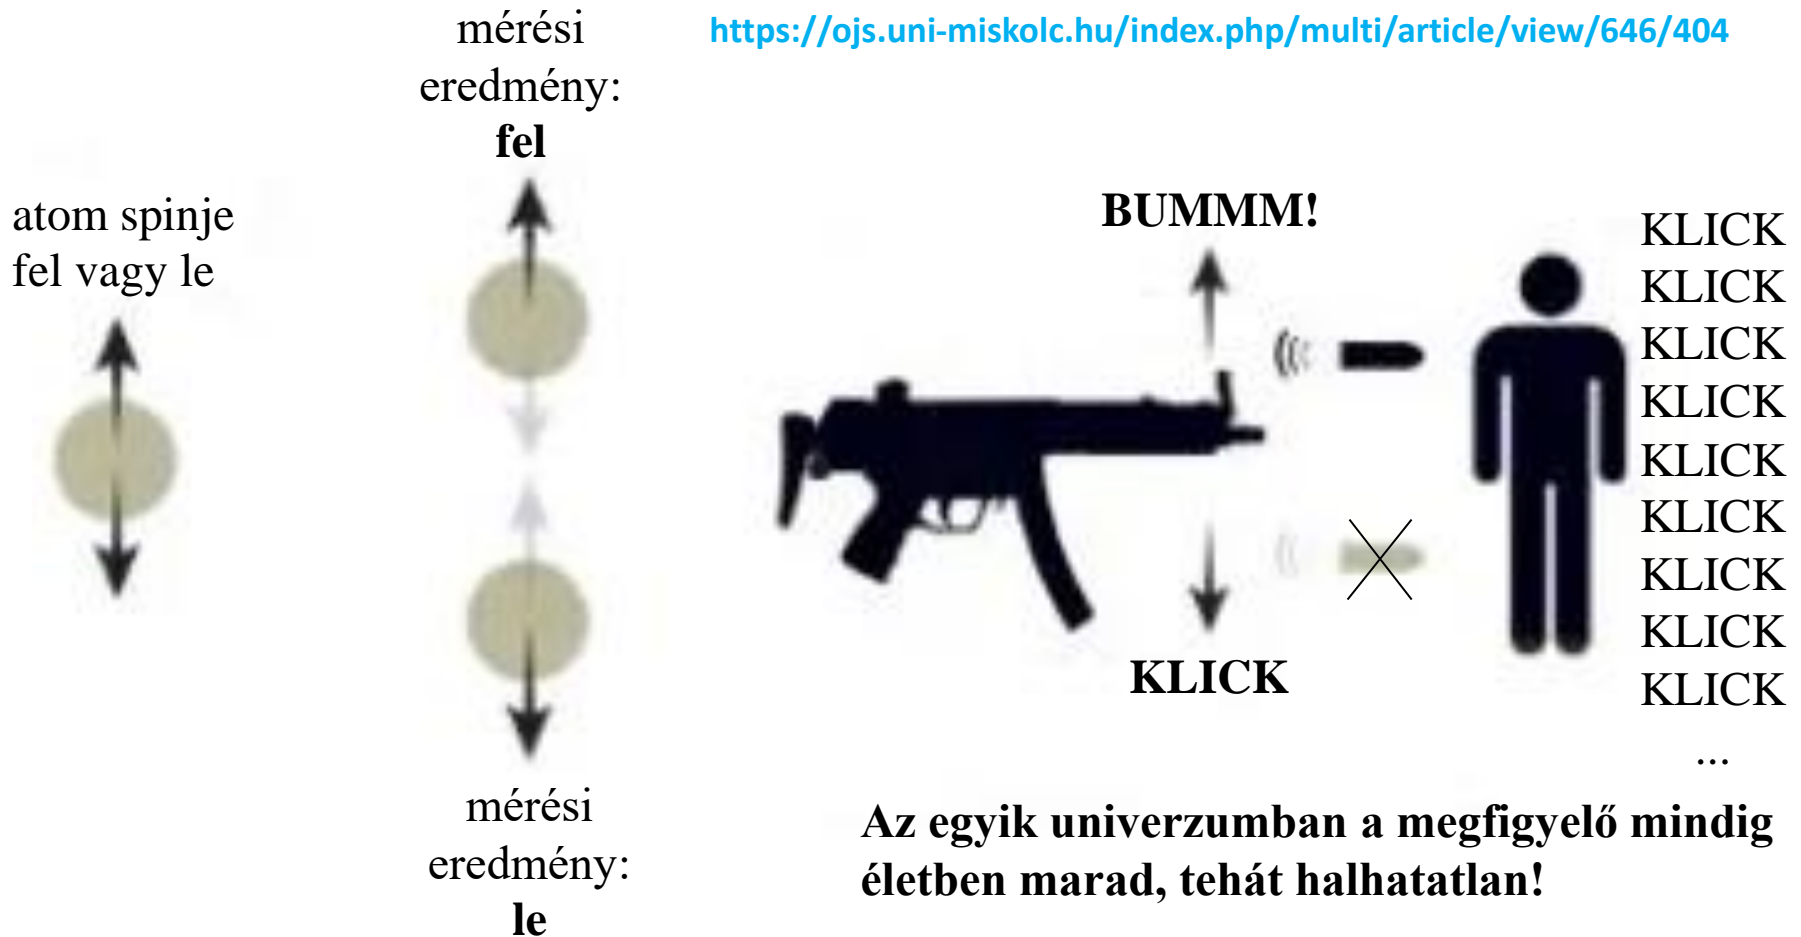 https://ojs.uni-miskolc.hu/index.php/multi/article/view/646/404
atom spinje
fel vagy le
mérési
eredmény:
fel
mérési
eredmény:
le
BUMMM!
KLICK
KLICK
KLICK
KLICK
KLICK
KLICK
KLICK
KLICK
KLICK
KLICK
...
Az egyik univerzumban a megfigyelő mindig
életben marad, tehát halhatatlan!